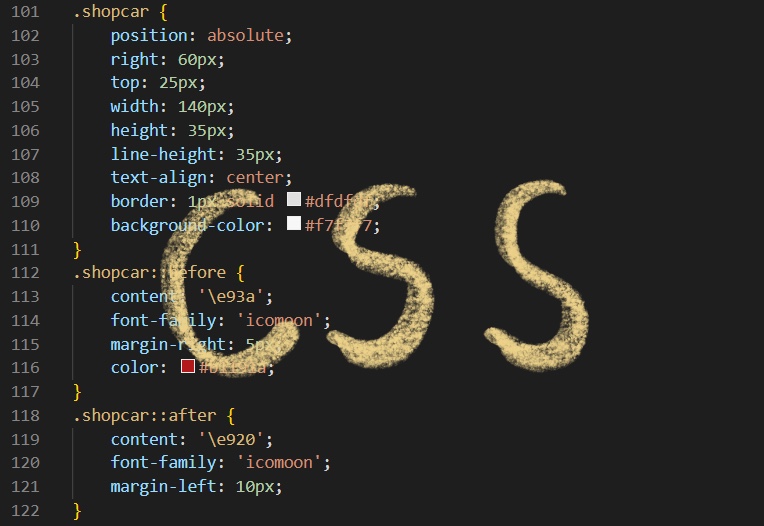 101 .shopcar {
102 position: absolute;
103 right: 60px;
104 top: 25px;
105 width: 140px;
106 height: 35px;
107 line-height: 35px;
108 text-align: center;
109 border: 1px solid
110 background-color:
111 }
112 .shopcar::before {
113 content: '\e93a';
114 font-family: 'icomoon';
115 margin-right:
116 color:
117 }
118 .shopcar::after {
119 content: '\e920';
120 font-family: 'icomoon';
121 margin-left: 10px;
122 }
CSS